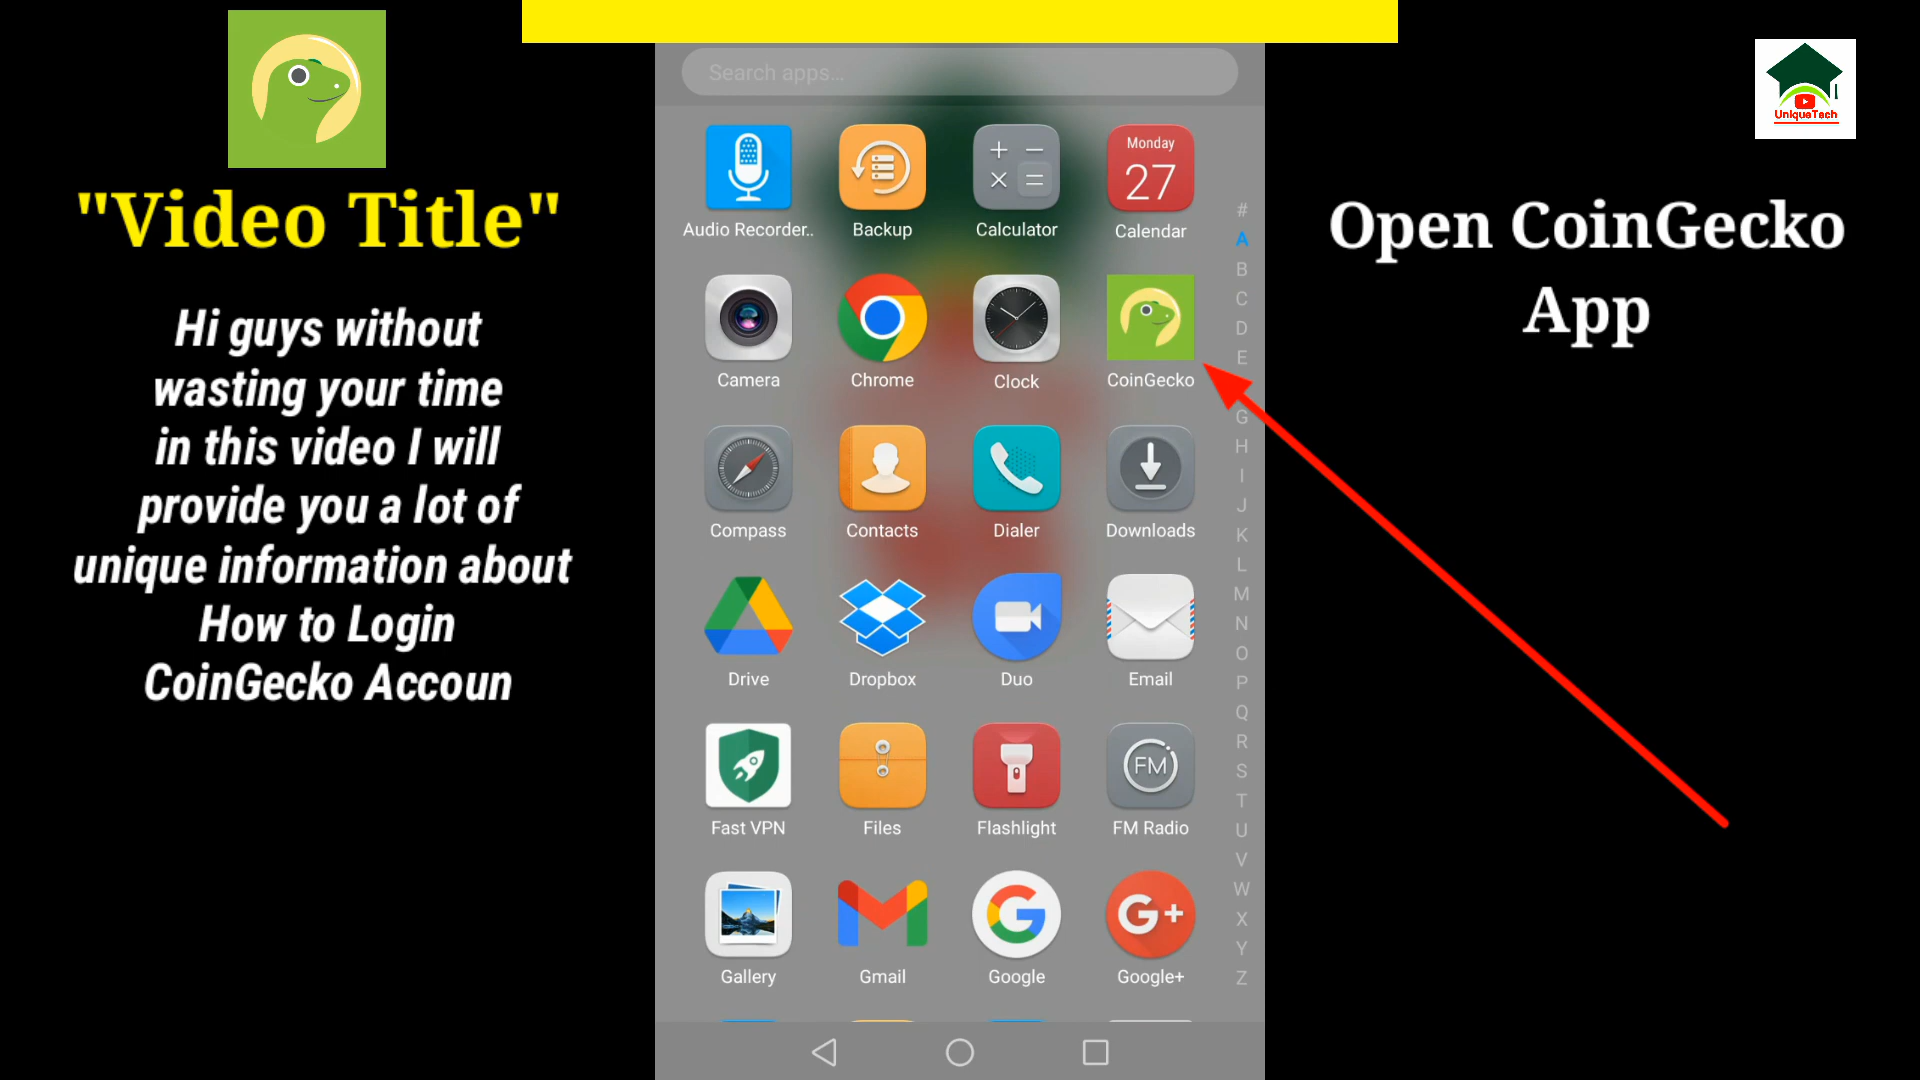 "Video Title"
Hi guys without
wasting your time
in this video I will
provide you a lot of
unique information about
How to Login
CoinGecko Accoun
Search apps...
Audio Recorder..
Backup
Calculator
Monday
27
Calendar
Camera
Chrome
Clock
CoinGecko
Compass
Contacts
Dialer
Downloads
Drive
Dropbox
Duo
Email
Fast VPN
Files
Flashlight
FM
FM Radio
Gallery
Gmail
Google
G+
Google+
#
A
B
C
D
E
G
H
I
J
K
L
M
N
O
P
Q
R
S
T
U
V
W
X
Y
Z
UniqueTech
Open CoinGecko
App